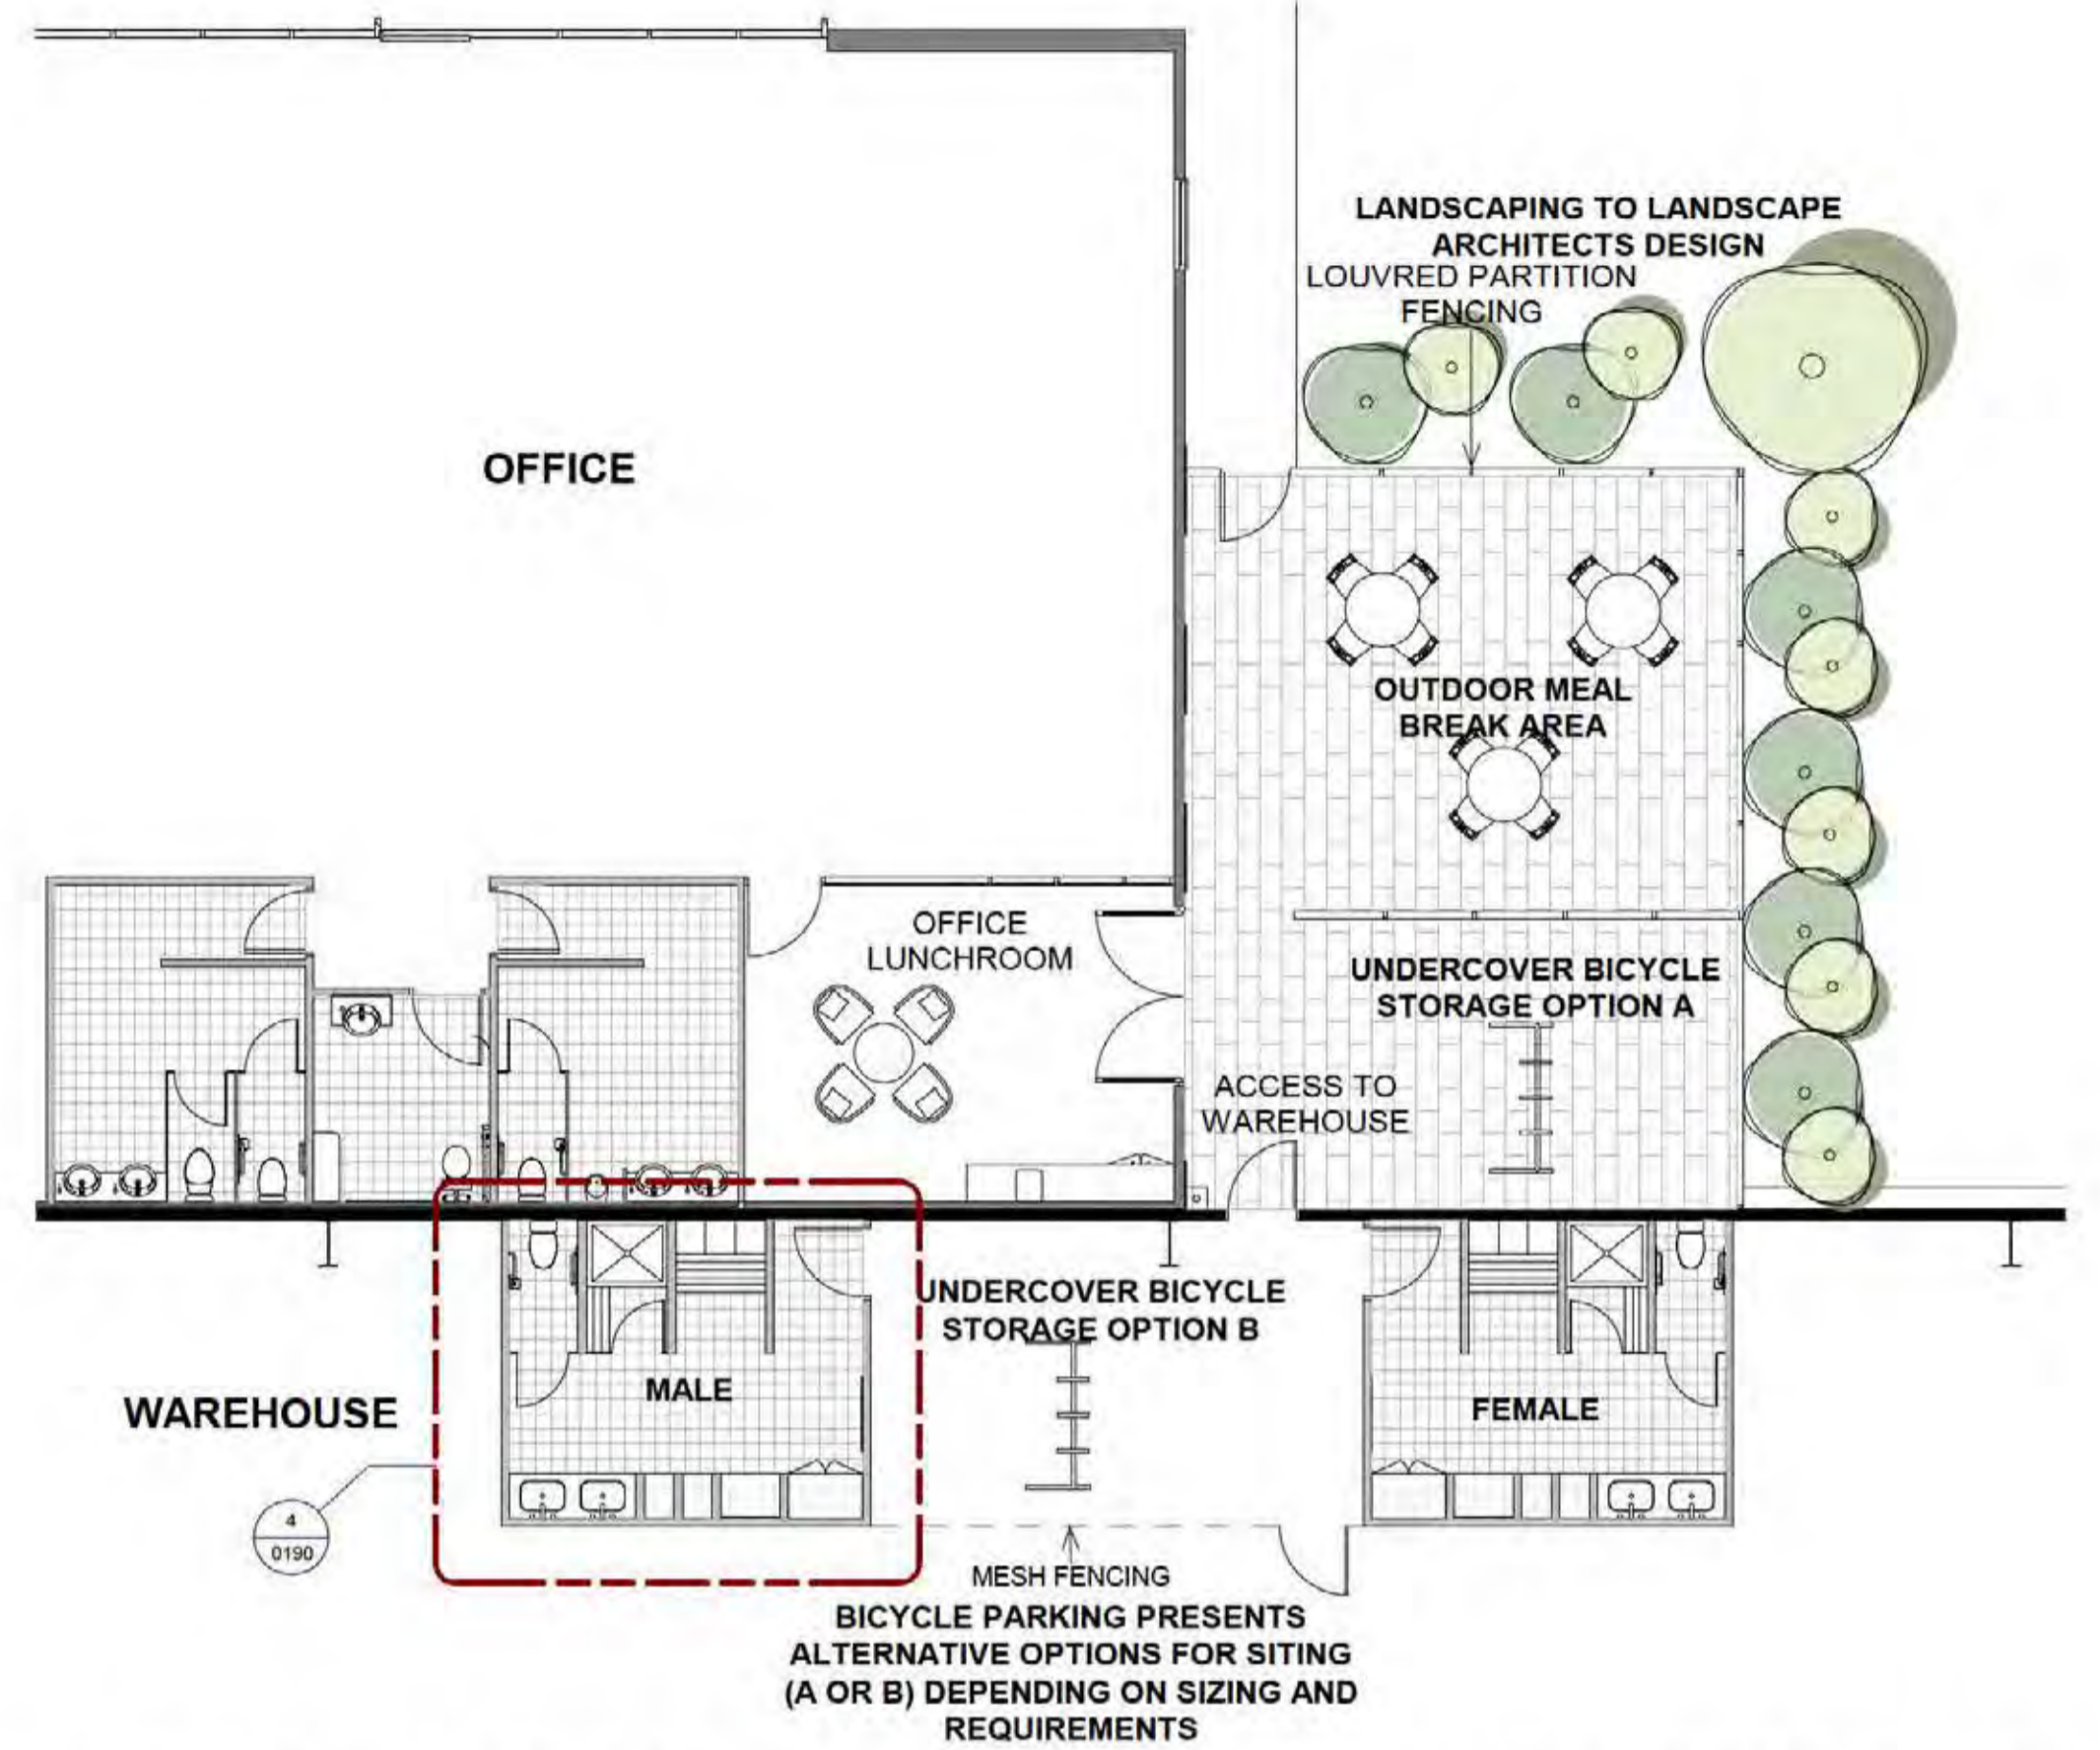 LANDSCAPING TO LANDSCAPE
ARCHITECTS DESIGN
LOUVRED PARTITION
FENCING
OFFICE
OUTDOOR MEAL
BREAK AREA
OFFICE
LUNCHROOM
UNDERCOVER BICYCLE
STORAGE OPTION A
ACCESS TO
WAREHOUSE
UNDERCOVER BICYCLE
STORAGE OPTION B
MALE
FEMALE
WAREHOUSE
4
0190
MESH FENCING
BICYCLE PARKING PRESENTS
ALTERNATIVE OPTIONS FOR SITING
(A OR B) DEPENDING ON SIZING AND
REQUIREMENTS